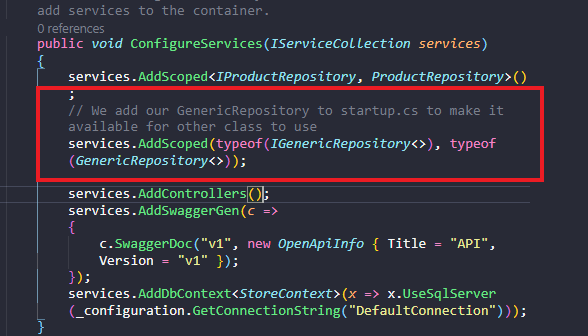 add services to the container.
0 references
public void ConfigureServices(IServiceCollection services)
{
services.AddScoped<IProductRepository, ProductRepository>()
;
// We add our GenericRepository to startup.cs to make it
available for other class to use
services.AddScoped(typeof(IGenericRepository<>), typeof
(GenericRepository<>));
services.AddControllers();
services.AddSwaggerGen(c =>
{
c.SwaggerDoc("v1", new OpenApiInfo { Title = "API",
Version = "v1" });
});
services.AddDbContext<StoreContext>(x => x.UseSqlServer
(_configuration.GetConnectionString("DefaultConnection")));
}